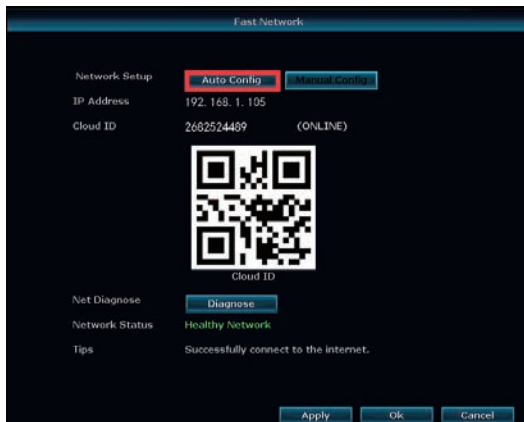 Fast Network
Network Setup Auto Config Manual Config
IP Address 192. 168. 1. 105
Cloud ID 2682524489 (ONLINE)
Cloud ID
Net Diagnose Diagnose
Network Status Healthy Network
Tips Successfully connect to the internet.
Apply Ok Cancel